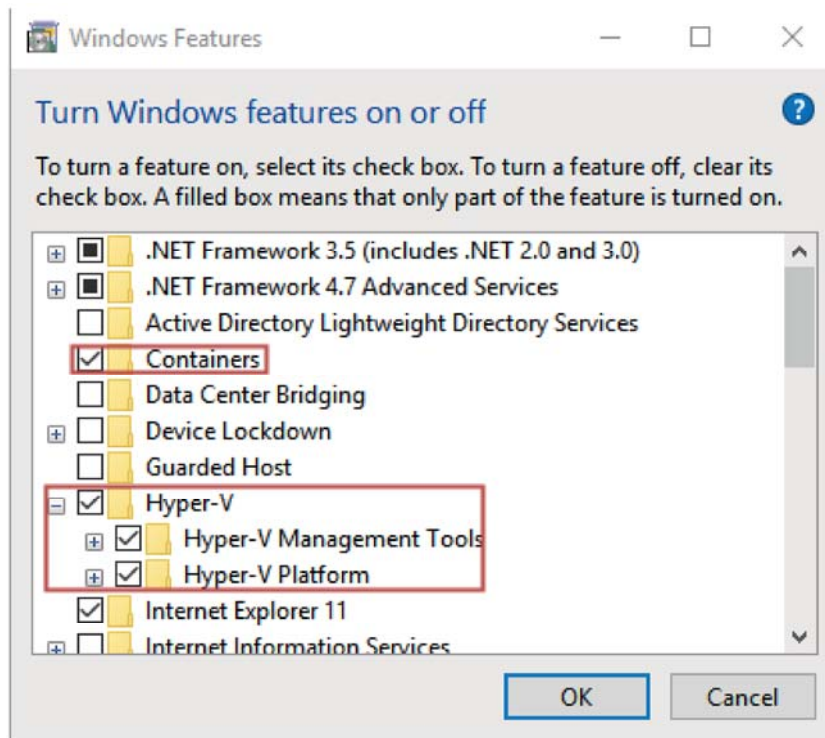 Windows Features
Turn Windows features on or off
?
To turn a feature on, select its check box. To turn a feature off, clear its
check box. A filled box means that only part of the feature is turned on.
.NET Framework 3.5 (includes .NET 2.0 and 3.0)
.NET Framework 4.7 Advanced Services
Active Directory Lightweight Directory Services
Containers
Data Center Bridging
Device Lockdown
Guarded Host
Hyper-V
Hyper-V Management Tools
Hyper-V Platform
Internet Explorer 11
Internet Information Services
OK
Cancel